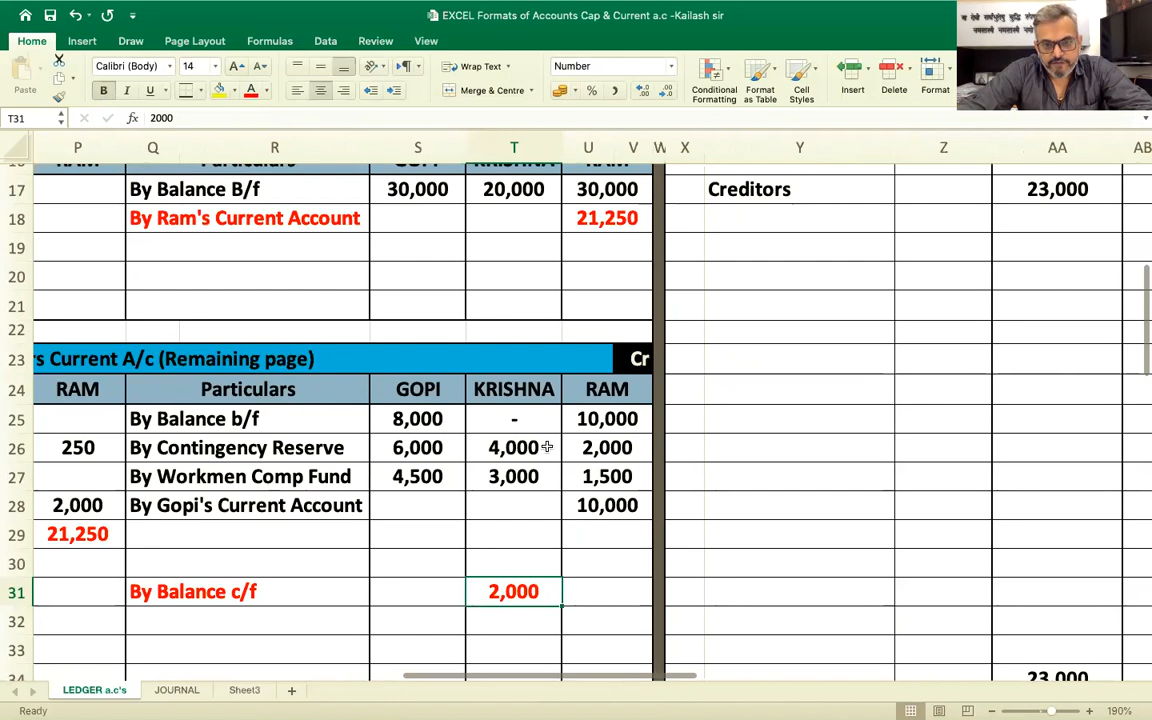 EXCEL Formats of Accounts Cap & Current a.c -Kailash sir
Home Insert Draw Page Layout Formulas Data Review View
Paste
Calibri (Body) 14
B I U
Wrap Text
Merge & Centre
Number
Conditional Formatting
Format as Table
Cell Styles
Insert
Delete
Format
T31 fx 2000
P Q R S T U V W X Y Z AA AB
17 By Balance B/f 30,000 20,000 30,000 Creditors 23,000
18 By Ram's Current Account 21,250
19
20
21
22
23 's Current A/c (Remaining page) Cr
24 RAM Particulars GOPI KRISHNA RAM
25 By Balance b/f 8,000 - 10,000
26 250 By Contingency Reserve 6,000 4,000 2,000
27 By Workmen Comp Fund 4,500 3,000 1,500
28 2,000 By Gopi's Current Account 10,000
29 21,250
30
31 By Balance c/f 2,000
32
33
34 23,000
LEDGER a.c's JOURNAL Sheet3 +
Ready 190%